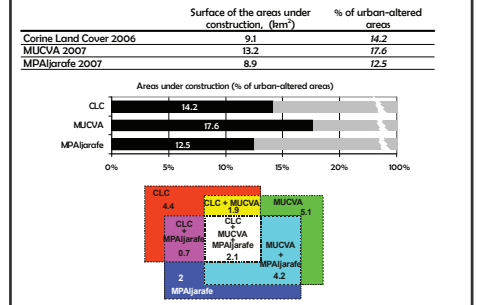 Surface of the areas under construction, (km²)
% of urban-altered areas
Corine Land Cover 2006 9.1 14.2
MUCVA 2007 13.2 17.6
MPAljarafe 2007 8.9 12.5
Areas under construction (% of urban-altered areas)
CLC 14.2
MUCVA 17.6
MPAljarafe 12.5
0% 5% 10% 15% 20% 100%
CLC
4.4
CLC + MUCVA
1.9
MUCVA
5.1
CLC
+
MPAljarafe
0.7
CLC
+
MUCVA
+
MPAljarafe
2.1
MUCVA
+
MPAljarafe
4.2
2
MPAljarafe